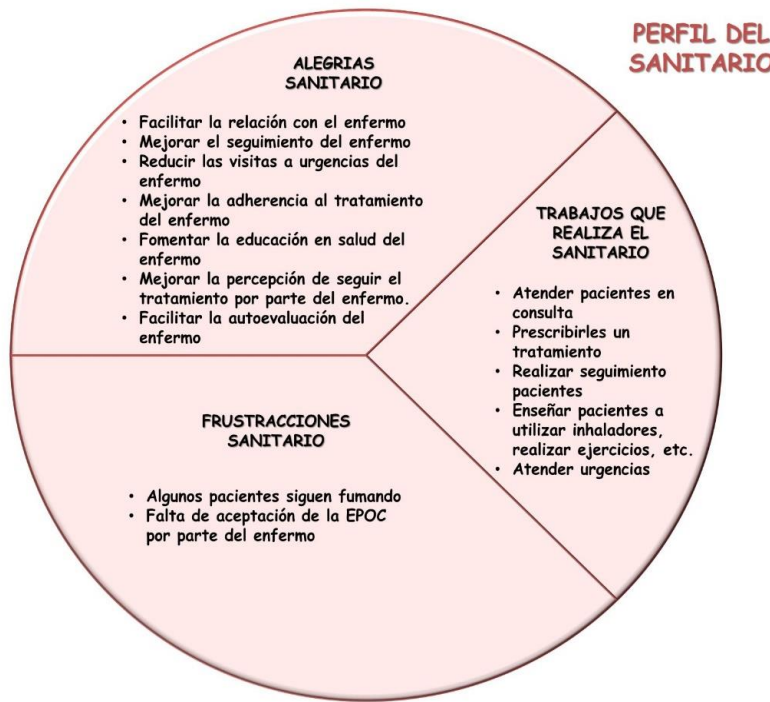 PERFIL DEL
SANITARIO
ALEGRIAS
SANITARIO
• Facilitar la relación con el enfermo
• Mejorar el seguimiento del enfermo
• Reducir las visitas a urgencias del
enfermo
• Mejorar la adherencia al tratamiento
del enfermo
• Fomentar la educación en salud del
enfermo
• Mejorar la percepción de seguir el
tratamiento por parte del enfermo.
• Facilitar la autoevaluación del
enfermo
TRABAJOS QUE
REALIZA EL
SANITARIO
• Atender pacientes en
consulta
• Prescribirles un
tratamiento
• Realizar seguimiento
pacientes
• Enseñar pacientes a
utilizar inhaladores,
realizar ejercicios, etc.
• Atender urgencias
FRUSTRACCIONES
SANITARIO
• Algunos pacientes siguen fumando
• Falta de aceptación de la EPOC
por parte del enfermo